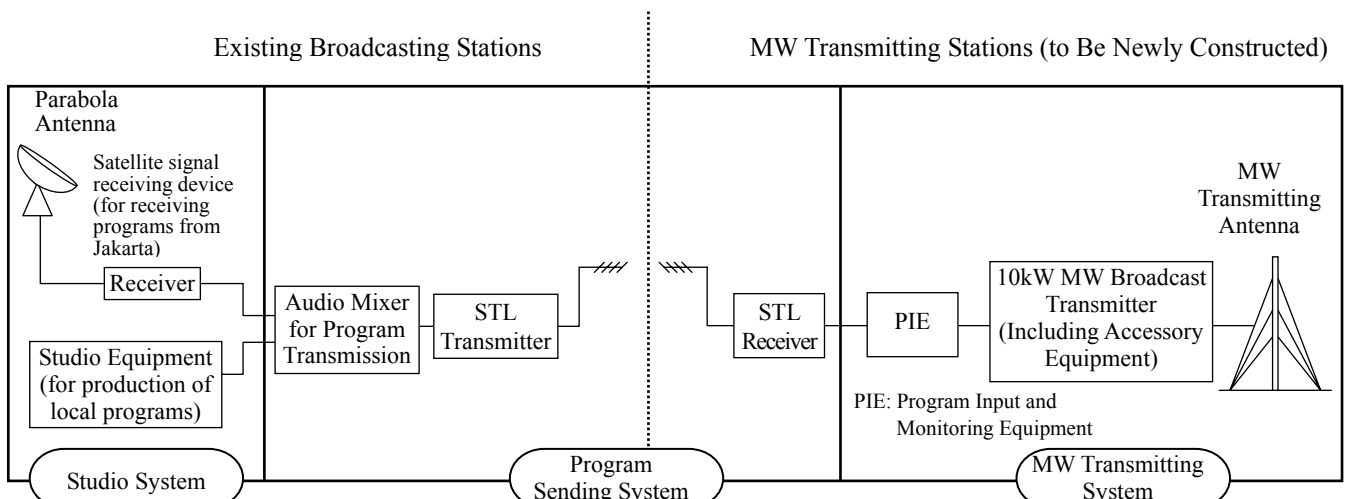 Existing Broadcasting Stations
MW Transmitting Stations (to Be Newly Constructed)
Parabola
Antenna
Satellite signal
receiving device
(for receiving
programs from
Jakarta)
Receiver
Studio Equipment
(for production of
local programs)
Audio Mixer
for Program
Transmission
STL
Transmitter
STL
Receiver
PIE
10kW MW Broadcast
Transmitter
(Including Accessory
Equipment)
MW
Transmitting
Antenna
PIE: Program Input and
Monitoring Equipment
Studio System
Program
Sending System
MW Transmitting
System